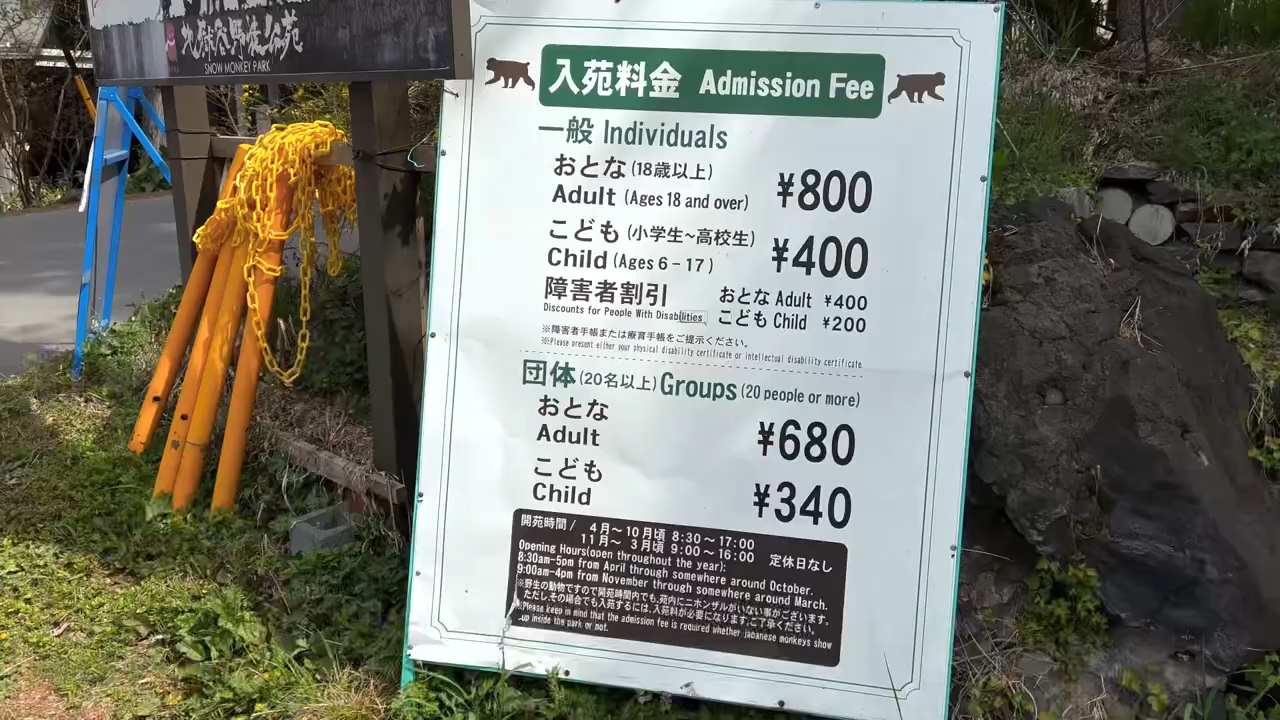 地獄谷野猿公苑
SNOW MONKEY PARK
入苑料金 Admission Fee
一般 Individuals
おとな(18歳以上)
Adult (Ages 18 and over) ¥800
こども(小学生~高校生)
Child (Ages 6-17) ¥400
障害者割引
Discounts for People With Disabilities
おとな Adult ¥400
こども Child ¥200
※障害者手帳または療育手帳をご提示ください。
※Please present either your physical disability certificate or intellectual disability certificate.
団体(20名以上) Groups (20 people or more)
おとな
Adult ¥680
こども
Child ¥340
開苑時間/ 4月~10月頃 8:30~17:00
11月~ 3月頃 9:00~16:00 定休日なし
Opening Hours(open throughout the year):
8:30am-5pm from April through somewhere around October.
9:00am-4pm from November through somewhere around March.
※野生の動物ですので開苑時間内でも,苑内にニホンザルがいない事がございます。
ただし,その場合でも入苑するには,入苑料が必要になります,ご了承ください。
※Please keep in mind that the admission fee is required whether jabanese monkeys show
up inside the park or not.